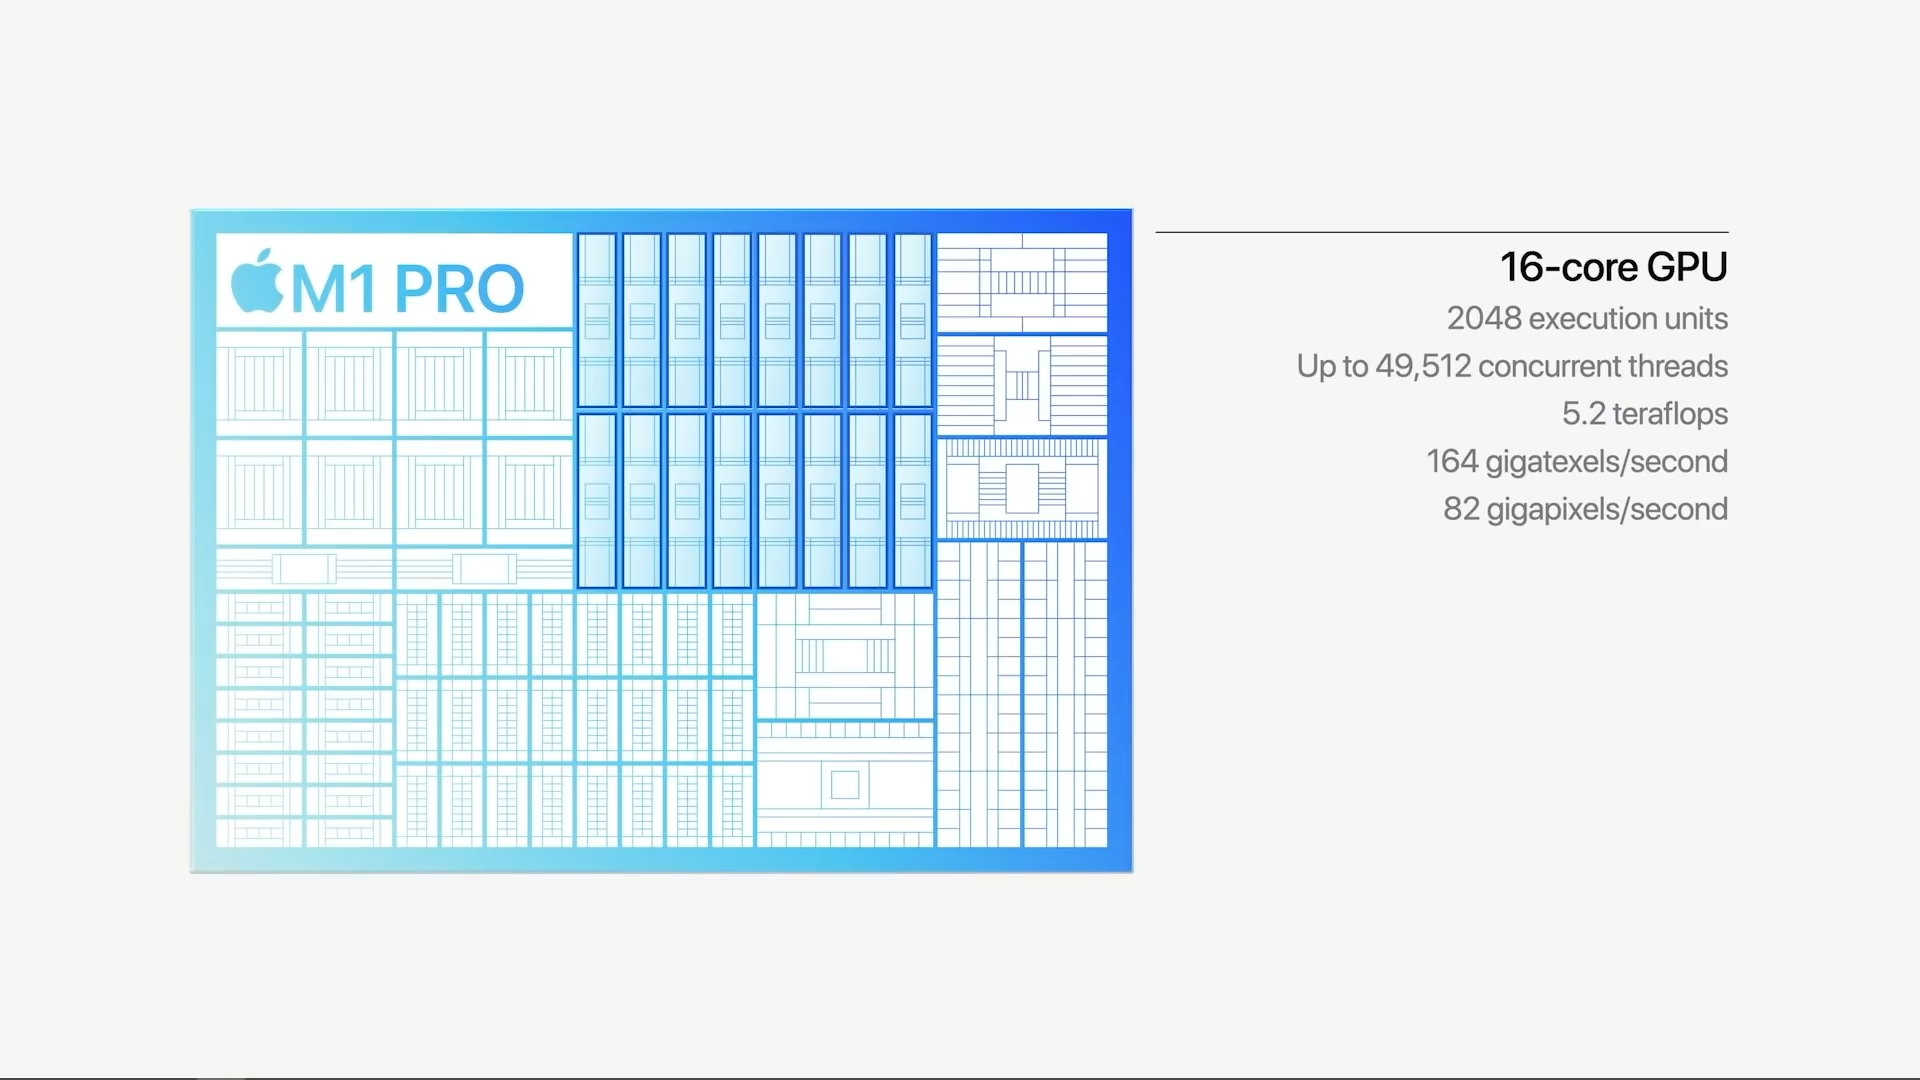 M1 PRO
16-core GPU
2048 execution units
Up to 49,512 concurrent threads
5.2 teraflops
164 gigatexels/second
82 gigapixels/second